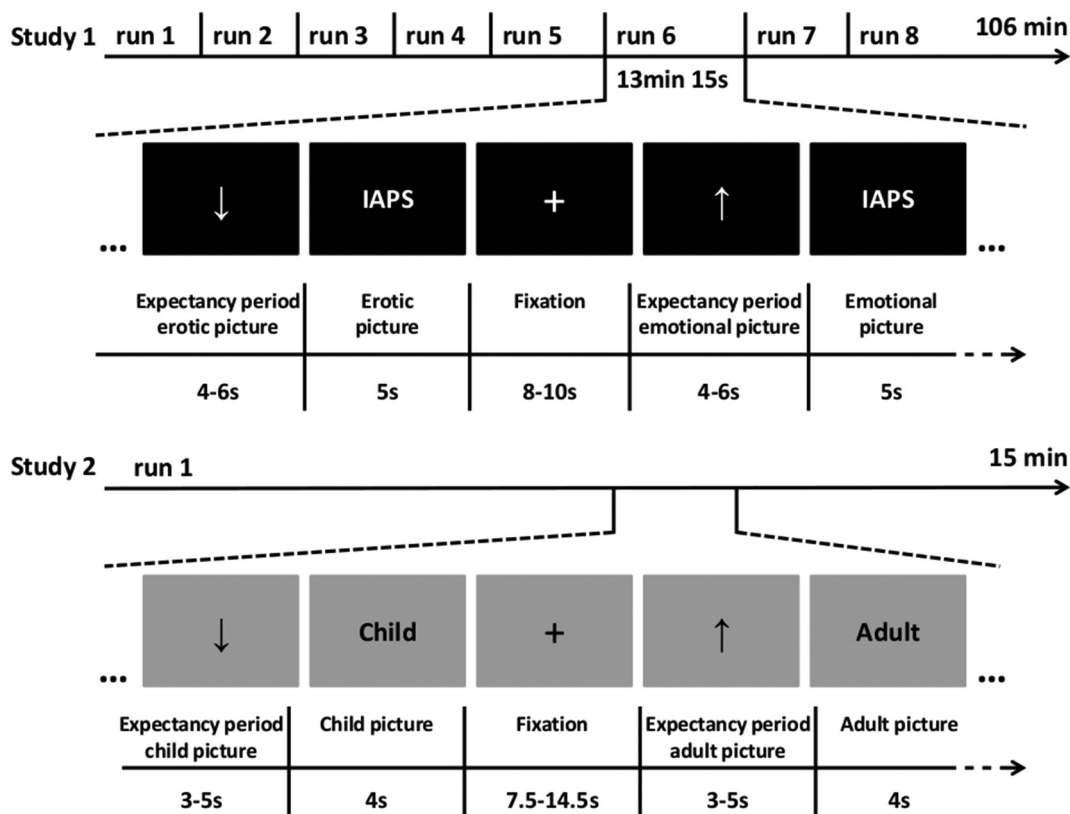 Study 1 run 1 run 2 run 3 run 4 run 5 run 6 run 7 run 8 106 min
13min 15s
↓ IAPS + ↑ IAPS
... ...
Expectancy period Erotic Fixation Expectancy period Emotional
erotic picture picture emotional picture picture
4-6s 5s 8-10s 4-6s 5s
Study 2 run 1 15 min
↓ Child + ↑ Adult
... ...
Expectancy period Child picture Fixation Expectancy period Adult picture
child picture adult picture
3-5s 4s 7.5-14.5s 3-5s 4s